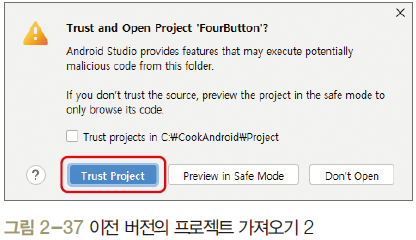 Trust and Open Project 'FourButton'?
Android Studio provides features that may execute potentially
malicious code from this folder.
If you don't trust the source, preview the project in the safe mode to
only browse its code.
Trust projects in C:₩CookAndroid₩Project
? Trust Project Preview in Safe Mode Don't Open
그림 2-37 이전 버전의 프로젝트 가져오기 2